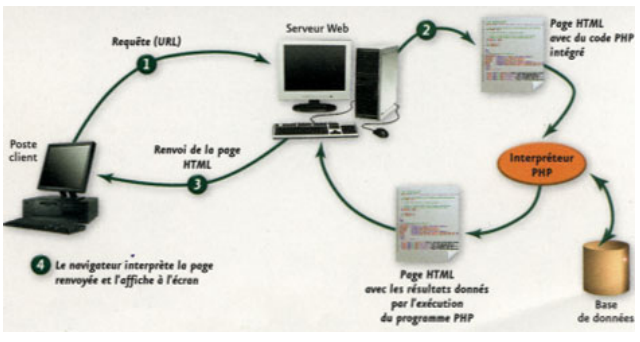 Requête (URL)
1
Serveur Web
2
Page HTML
avec du code PHP
intégré
Poste
client
Renvoi de la page
HTML
3
Interpréteur
PHP
4 Le navigateur interprète la page
renvoyée et l'affiche à l'écran
Page HTML
avec les résultats donnés
par l'exécution
du programme PHP
Base
de données